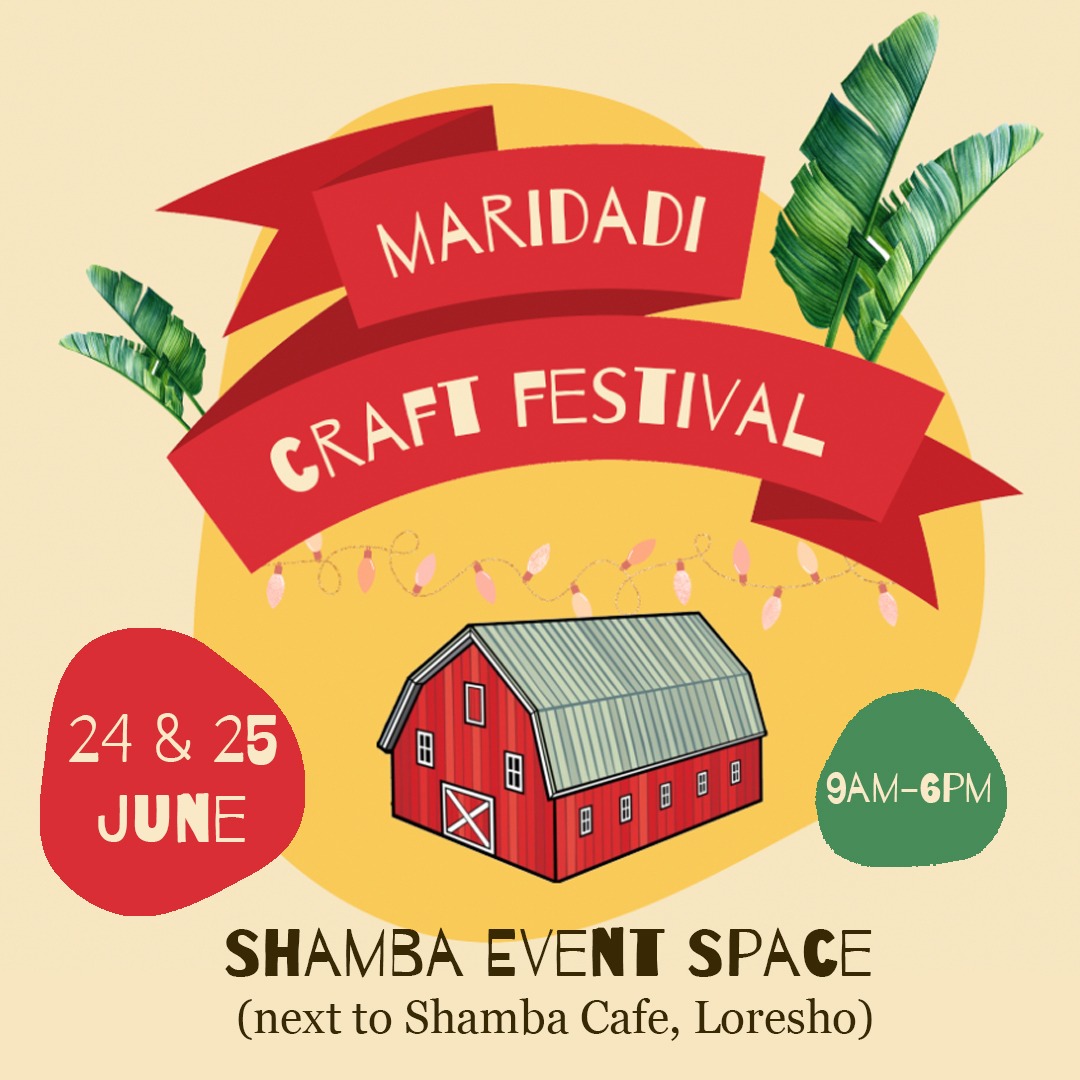 MARIDADI
CRAFT FESTIVAL
24 & 25
JUNE
9AM-6PM
SHAMBA EVENT SPACE
(next to Shamba Cafe, Loresho)